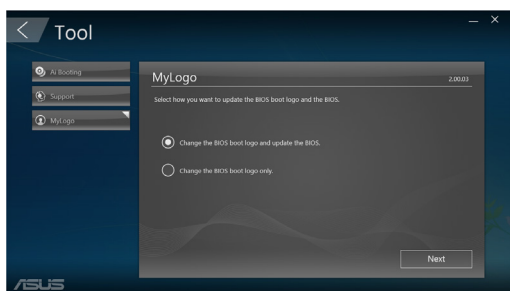 Tool
Ai Booting
Support
MyLogo
MyLogo
2.00.03
Select how you want to update the BIOS boot logo and the BIOS.
Change the BIOS boot logo and update the BIOS.
Change the BIOS boot logo only.
Next
ASUS